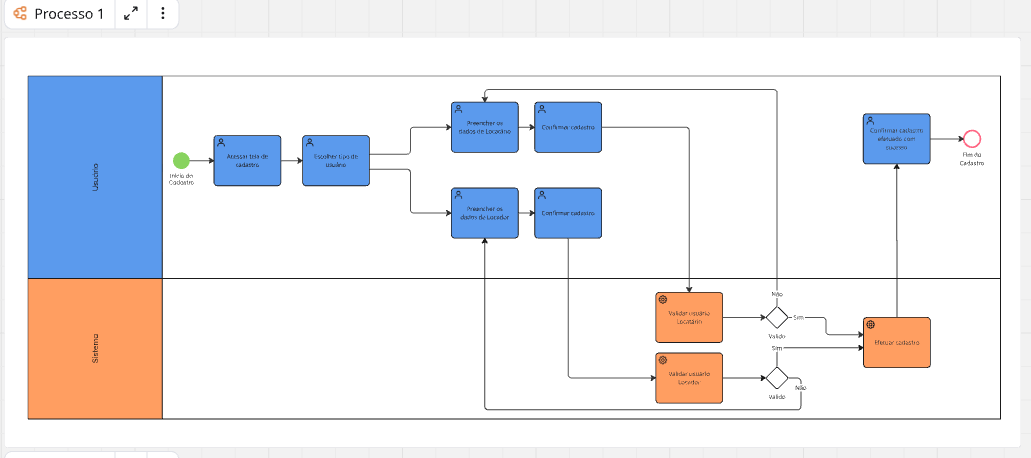 Processo 1
Usuário
Início do
Cadastro
Acessar tela de
cadastro
Escolher tipo de
usuário
Preencher os
dados de Locatário
Confirmar cadastro
Preencher os
dados de Locador
Confirmar cadastro
Confirmar cadastro
efetuado com
sucesso
Fim do
Cadastro
Sistema
Validar usuário
Locatário
Não
Sim
Valido
Efetuar cadastro
Validar usuário
Locador
Sim
Não
Valido